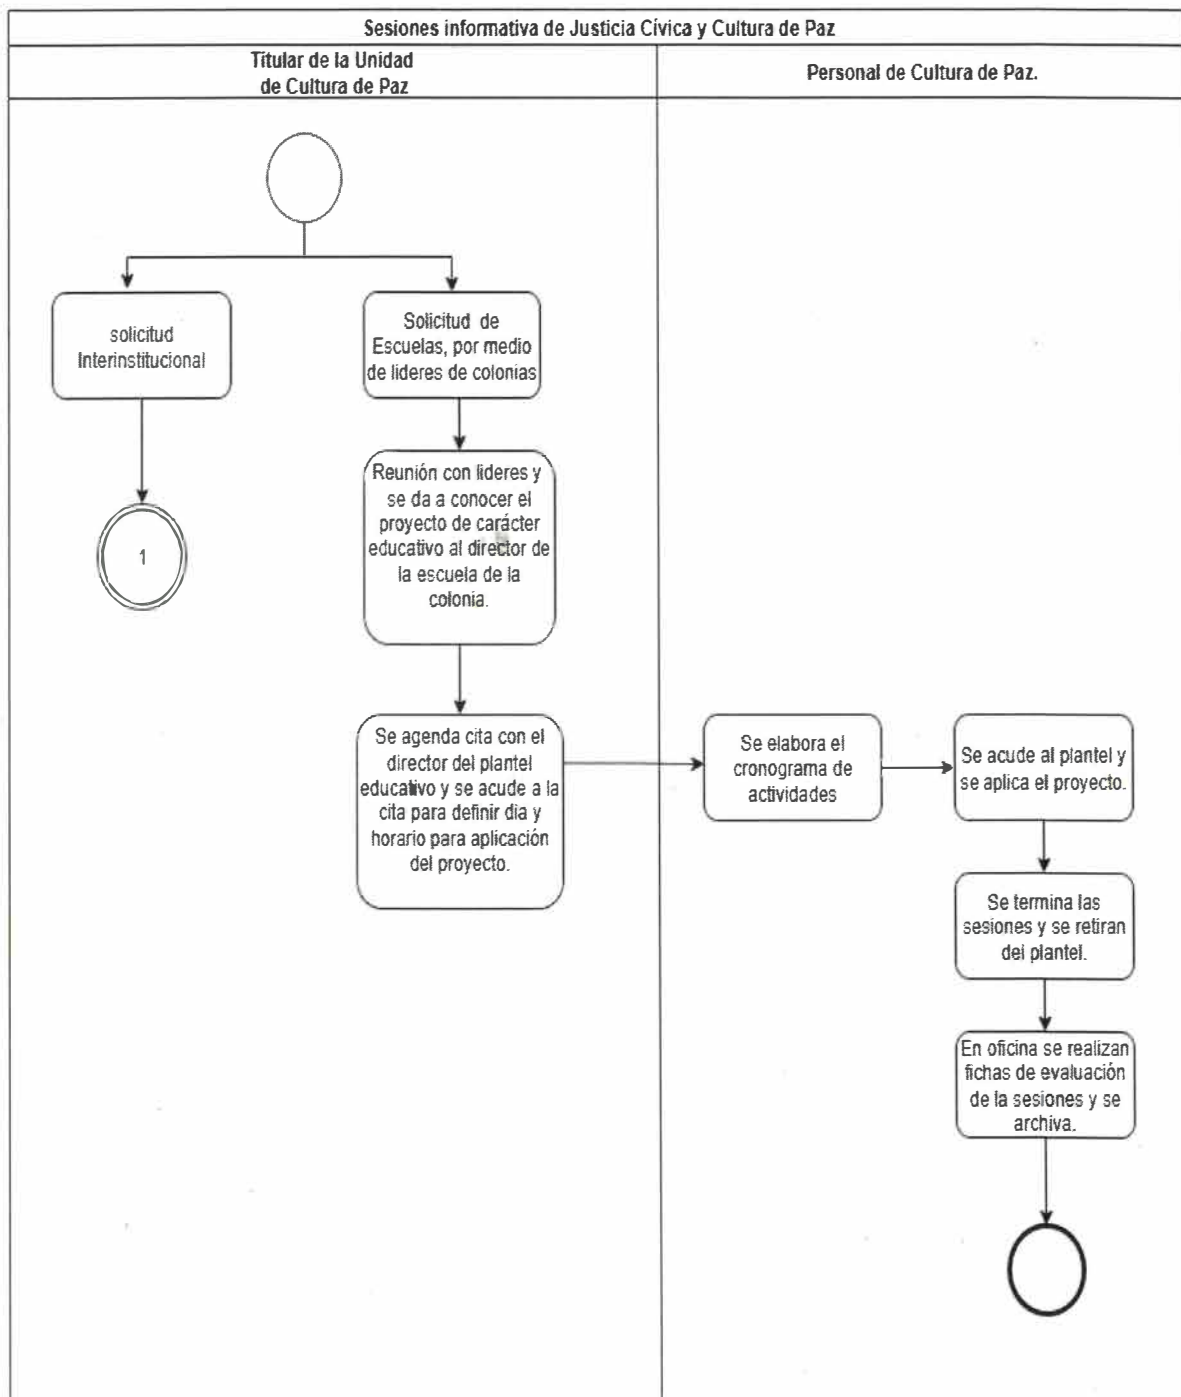 Sesiones informativa de Justicia Cívica y Cultura de Paz
Titular de la Unidad
de Cultura de Paz
Personal de Cultura de Paz.
solicitud
Interinstitucional
Solicitud de
Escuelas, por medio
de lideres de colonias
1
Reunión con lideres y
se da a conocer el
proyecto de carácter
educativo al director de
la escuela de la
colonia.
Se agenda cita con el
director del plantel
educativo y se acude a la
cita para definir dia y
horario para aplicación
del proyecto.
Se elabora el
cronograma de
actividades
Se acude al plantel y
se aplica el proyecto.
Se termina las
sesiones y se retiran
del plantel.
En oficina se realizan
fichas de evaluación
de la sesiones y se
archiva.